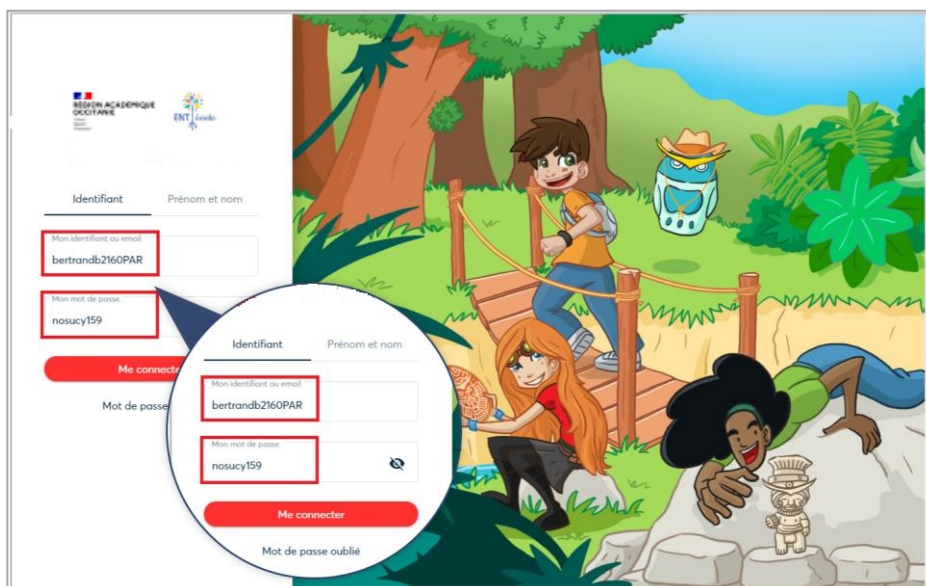 RÉGION ACADÉMIQUE
OCCITANIE
ENT école
Identifiant
Prénom et nom
Mon identifiant ou email
bertrandb2160PAR
Mon mot de passe
nosucy159
Me connecter
Mot de passe
Identifiant
Prénom et nom
Mon identifiant ou email
bertrandb2160PAR
Mon mot de passe
nosucy159
Me connecter
Mot de passe oublié